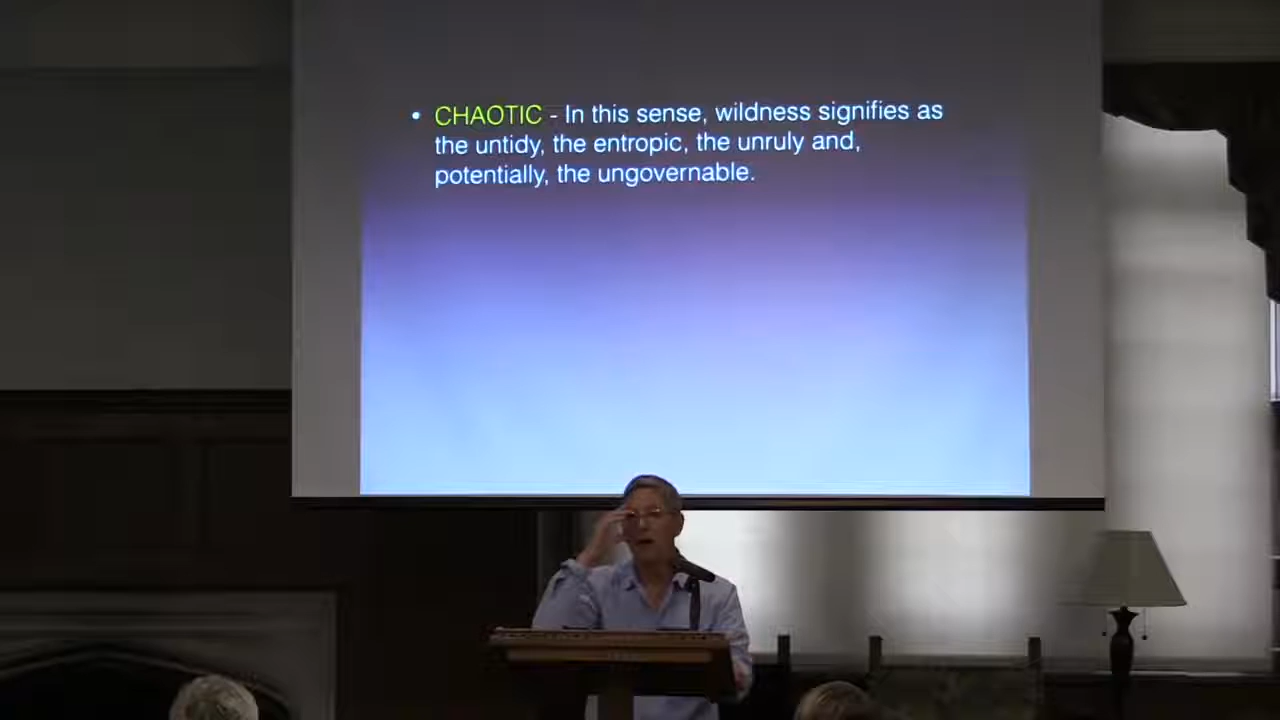 • CHAOTIC - In this sense, wildness signifies as
the untidy, the entropic, the unruly and,
potentially, the ungovernable.